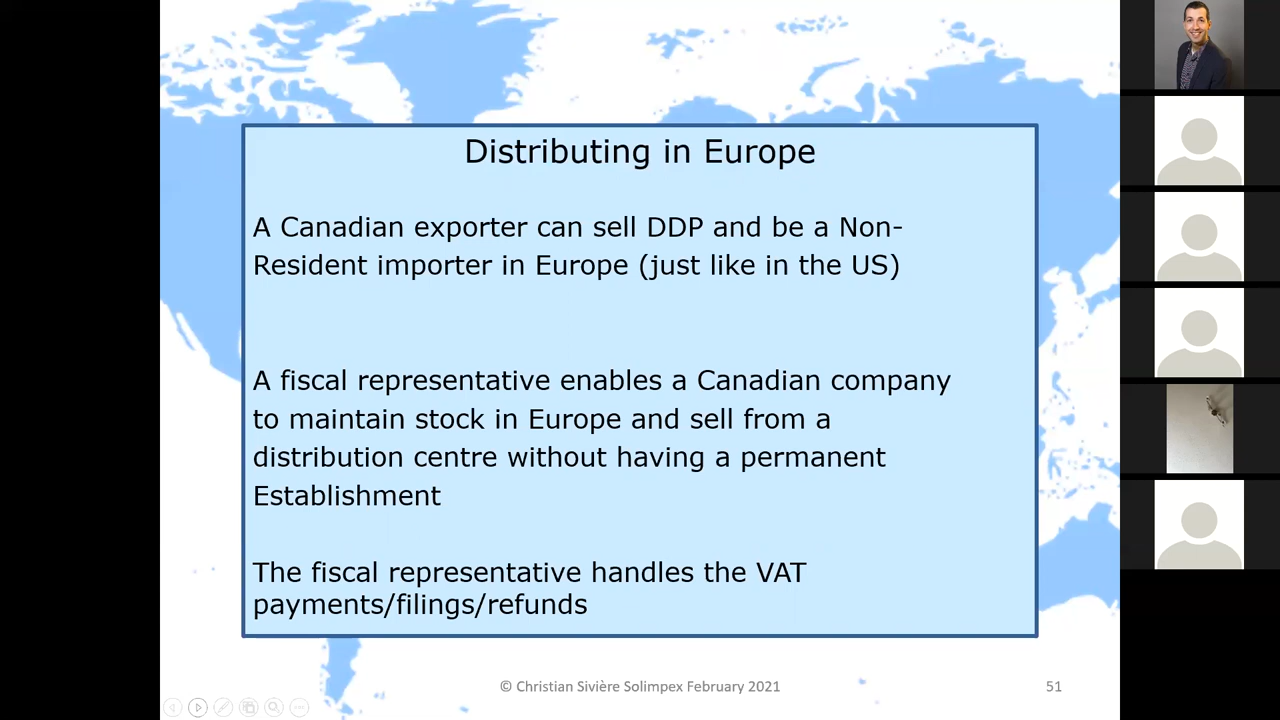 Distributing in Europe
A Canadian exporter can sell DDP and be a Non-
Resident importer in Europe (just like in the US)
A fiscal representative enables a Canadian company
to maintain stock in Europe and sell from a
distribution centre without having a permanent
Establishment
The fiscal representative handles the VAT
payments/filings/refunds
© Christian Sivière Solimpex February 2021
51